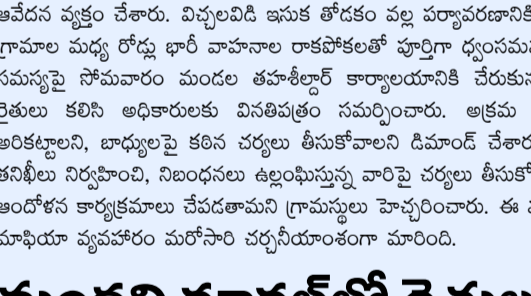 ఆవేదన వ్యక్తం చేశారు. విచ్చలవిడి ఇసుక తోడకం వల్ల పర్యావరణానికి
గ్రామాల మధ్య రోడ్లు భారీ వాహనాల రాకపోకలతో పూర్తిగా
సమస్యపై సోమవారం మండల తహశీల్దార్ కార్యాలయానికి
రైతులు కలిసి అధికారులకు వినతిపత్రం సమర్పించారు. అక్రమ
అరికట్టాలని, బాధ్యులపై కఠిన చర్యలు తీసుకోవాలని డిమాండ్
తనిఖీలు నిర్వహించి, నిబంధనలు ఉల్లంఘిస్తున్న వారిపై చర్యలు
ఆందోళన కార్యక్రమాలు చేపడతామని గ్రామస్థులు హెచ్చరించారు. ఈ
మాఫియా వ్యవహారం మరోసారి చర్చనీయాంశంగా మారింది.